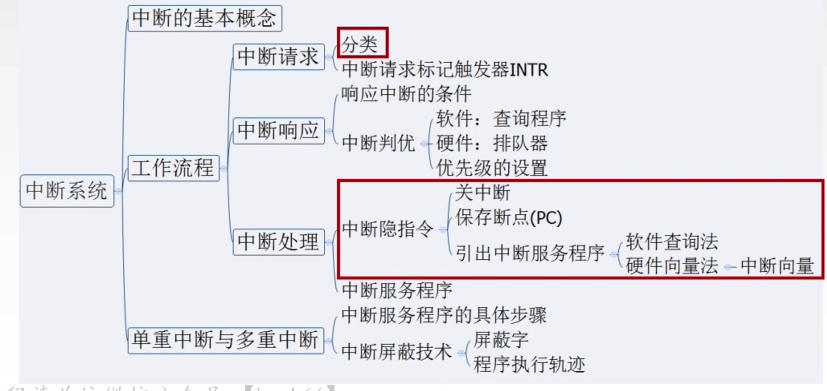 中断的基本概念
分类
中断请求
中断请求标记触发器INTR
响应中断的条件
软件：查询程序
中断响应
中断判优
硬件：排队器
优先级的设置
工作流程
中断系统
关中断
保存断点(PC)
中断隐指令
中断处理
引出中断服务程序
软件查询法
硬件向量法
中断向量
中断服务程序
中断服务程序的具体步骤
单重中断与多重中断
屏蔽字
中断屏蔽技术
程序执行轨迹